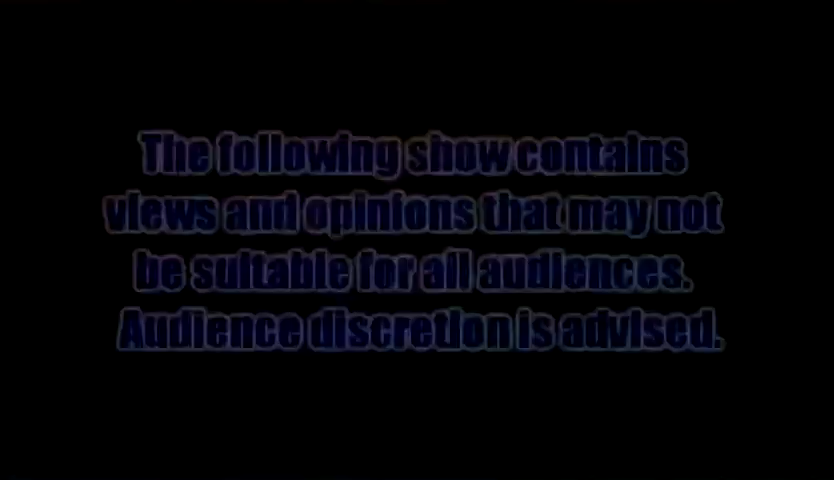 The following show contains
views and opinions that may not
be suitable for all audiences.
Audience discretion is advised.